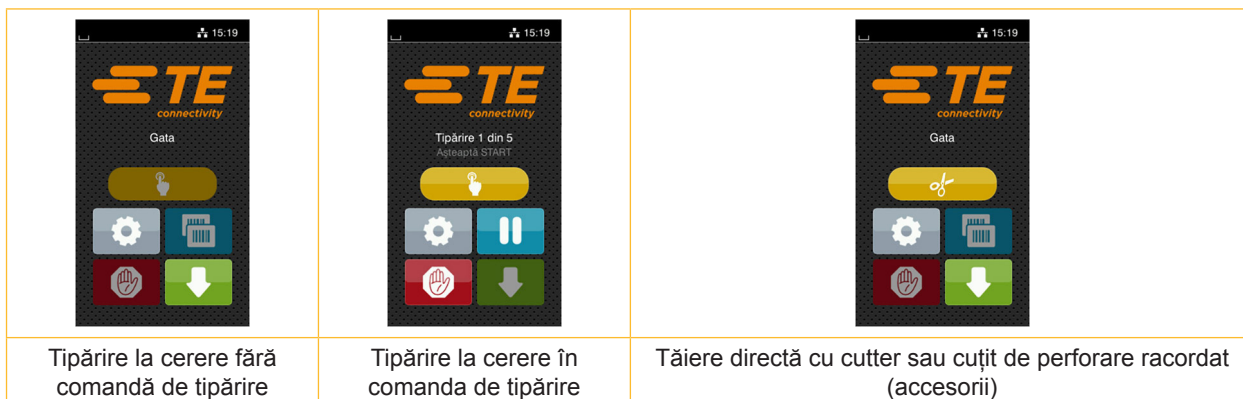 15:19
TE
connectivity
Gata
15:19
TE
connectivity
Tipărire 1 din 5
Așteaptă START
15:19
TE
connectivity
Gata
Tipărire la cerere fără
comandă de tipărire
Tipărire la cerere în
comanda de tipărire
Tăiere directă cu cutter sau cuțit de perforare racordat
(accesorii)